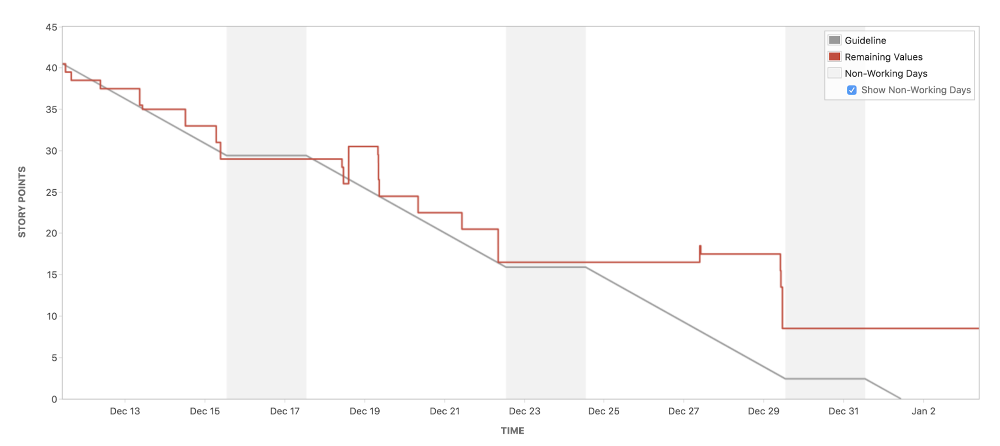 45
40
35
30
25
20
15
10
5
0
STORY POINTS
Guideline
Remaining Values
Non-Working Days
Show Non-Working Days
Dec 13 Dec 15 Dec 17 Dec 19 Dec 21 Dec 23 Dec 25 Dec 27 Dec 29 Dec 31 Jan 2
TIME